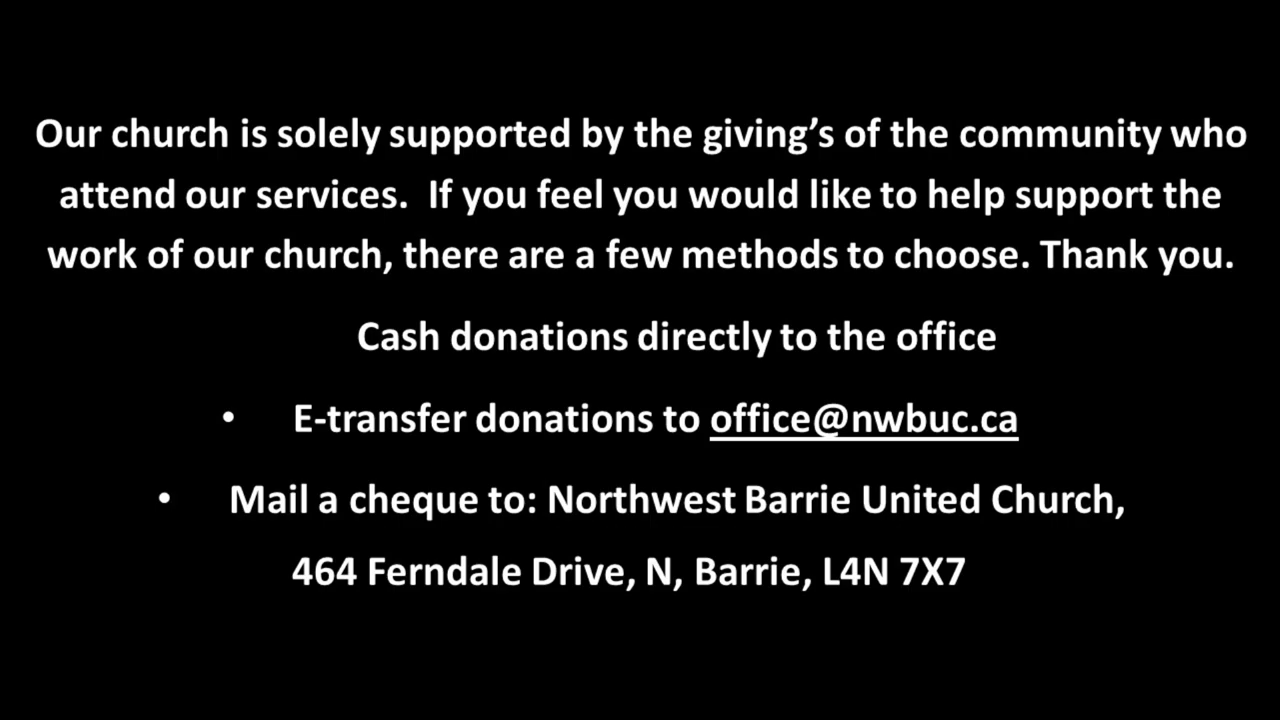 Our church is solely supported by the giving’s of the community who
attend our services.  If you feel you would like to help support the
work of our church, there are a few methods to choose. Thank you.
Cash donations directly to the office
• E-transfer donations to office@nwbuc.ca
• Mail a cheque to: Northwest Barrie United Church,
464 Ferndale Drive, N, Barrie, L4N 7X7